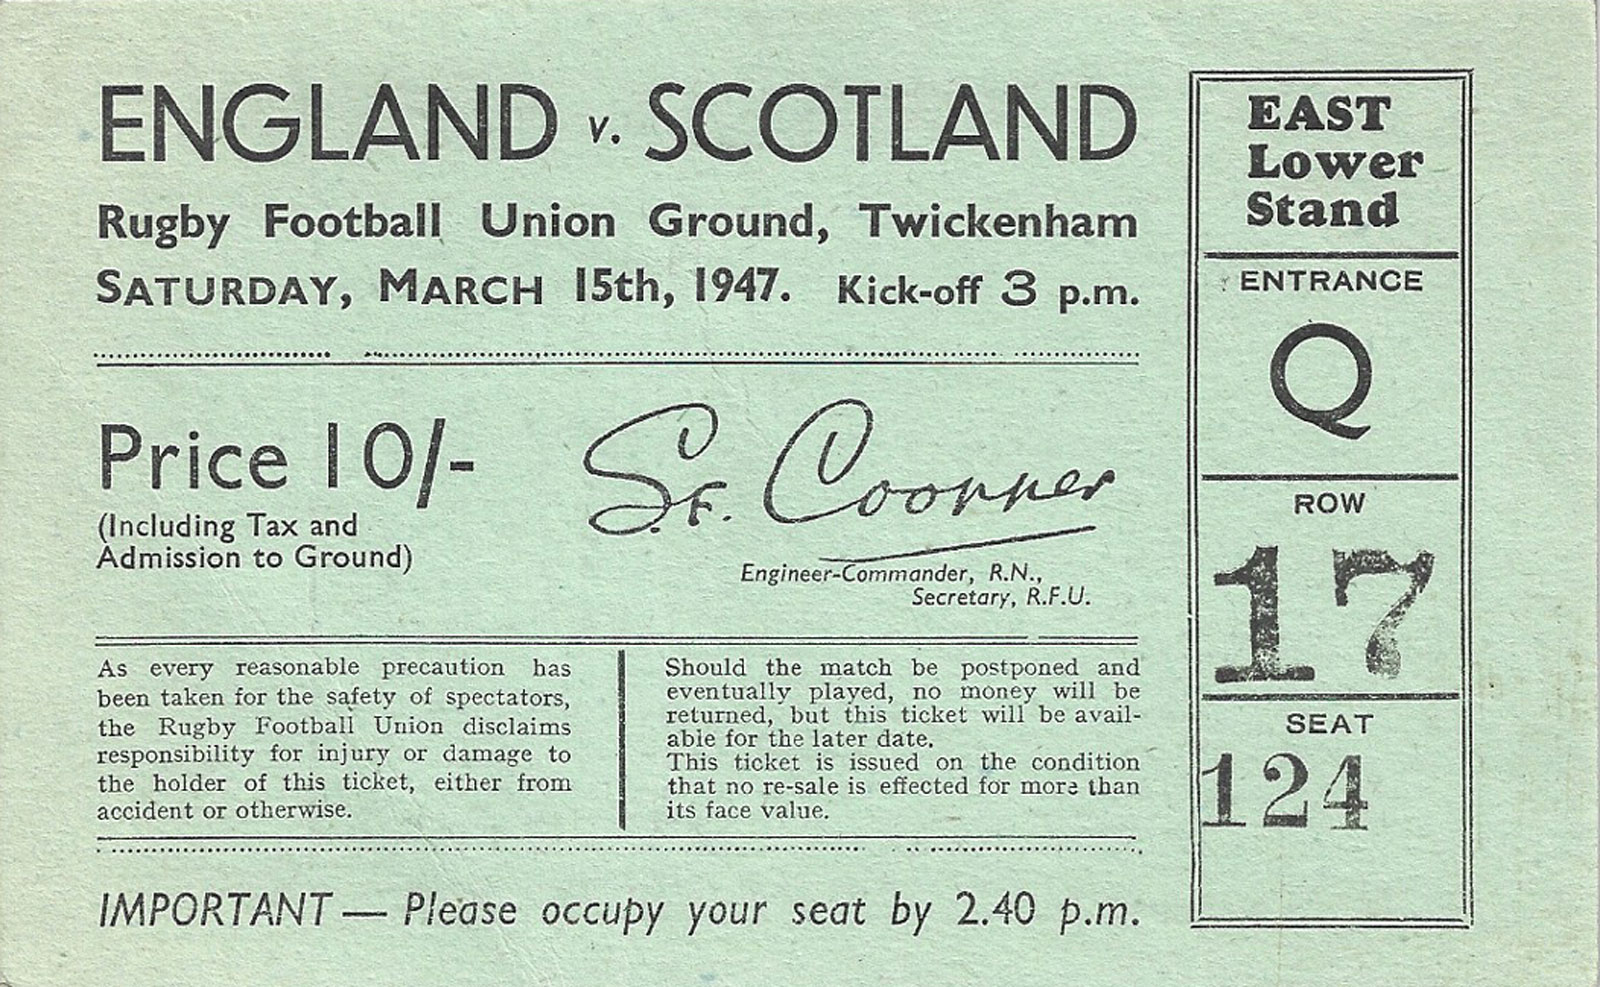 ENGLAND v. SCOTLAND
Rugby Football Union Ground, Twickenham
SATURDAY, MARCH 15th, 1947. Kick-off 3 p.m.
Price 10/-
(Including Tax and
Admission to Ground)
S.F. Coopper
Engineer-Commander, R.N.,
Secretary, R.F.U.
As every reasonable precaution has
been taken for the safety of spectators,
the Rugby Football Union disclaims
responsibility for injury or damage to
the holder of this ticket, either from
accident or otherwise.
Should the match be postponed and
eventually played, no money will be
returned, but this ticket will be avail-
able for the later date.
This ticket is issued on the condition
that no re-sale is effected for more than
its face value.
IMPORTANT — Please occupy your seat by 2.40 p.m.
EAST
Lower
Stand
ENTRANCE
Q
ROW
17
SEAT
124